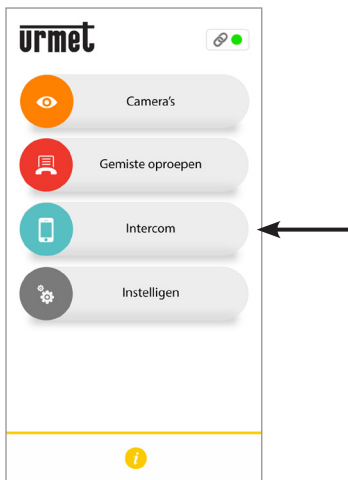 urmet
Camera's
Gemiste oproepen
Intercom
Instelligen
i